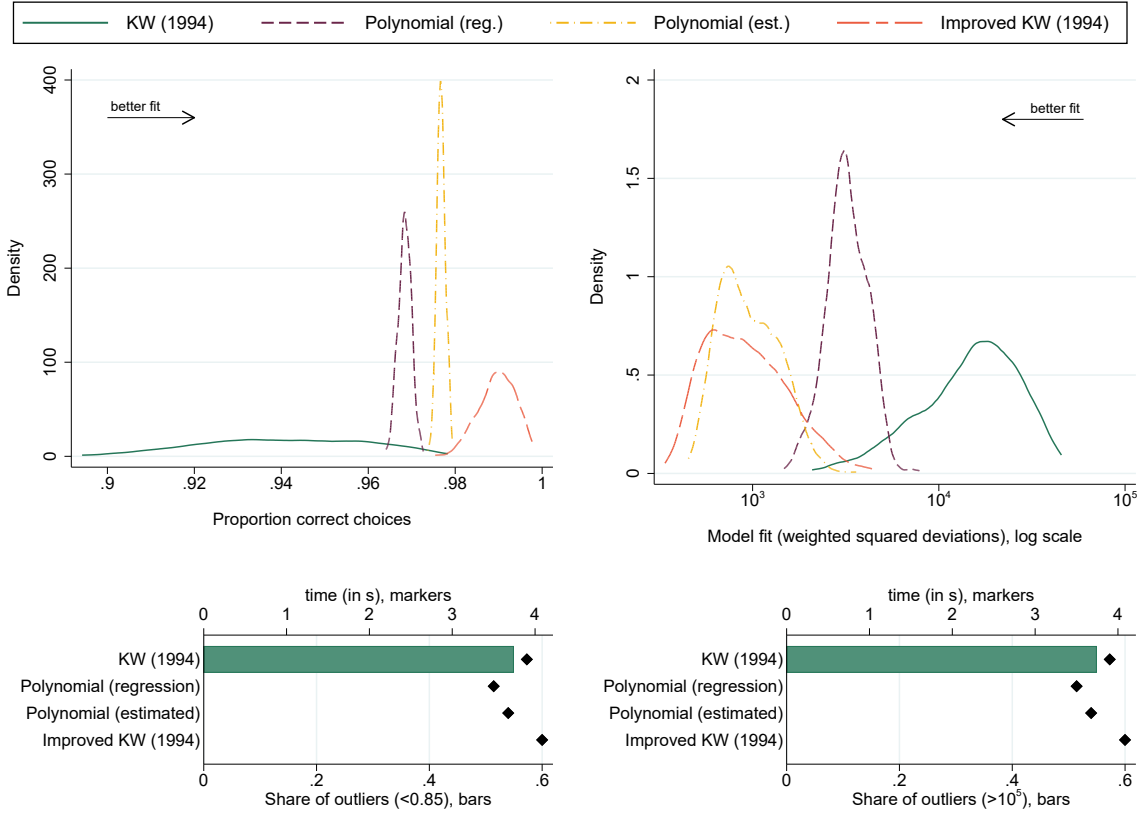 KW (1994) Polynomial (reg.) Polynomial (est.) Improved KW (1994)
400
300
200
100
0
Density
better fit
.9 .92 .94 .96 .98 1
Proportion correct choices
2
1.5
1
.5
0
Density
better fit
10³ 10⁴ 10⁵
Model fit (weighted squared deviations), log scale
time (in s), markers
0 1 2 3 4
KW (1994)
Polynomial (regression)
Polynomial (estimated)
Improved KW (1994)
0 .2 .4 .6
Share of outliers (<0.85), bars
time (in s), markers
0 1 2 3 4
KW (1994)
Polynomial (regression)
Polynomial (estimated)
Improved KW (1994)
0 .2 .4 .6
Share of outliers (>10⁵), bars